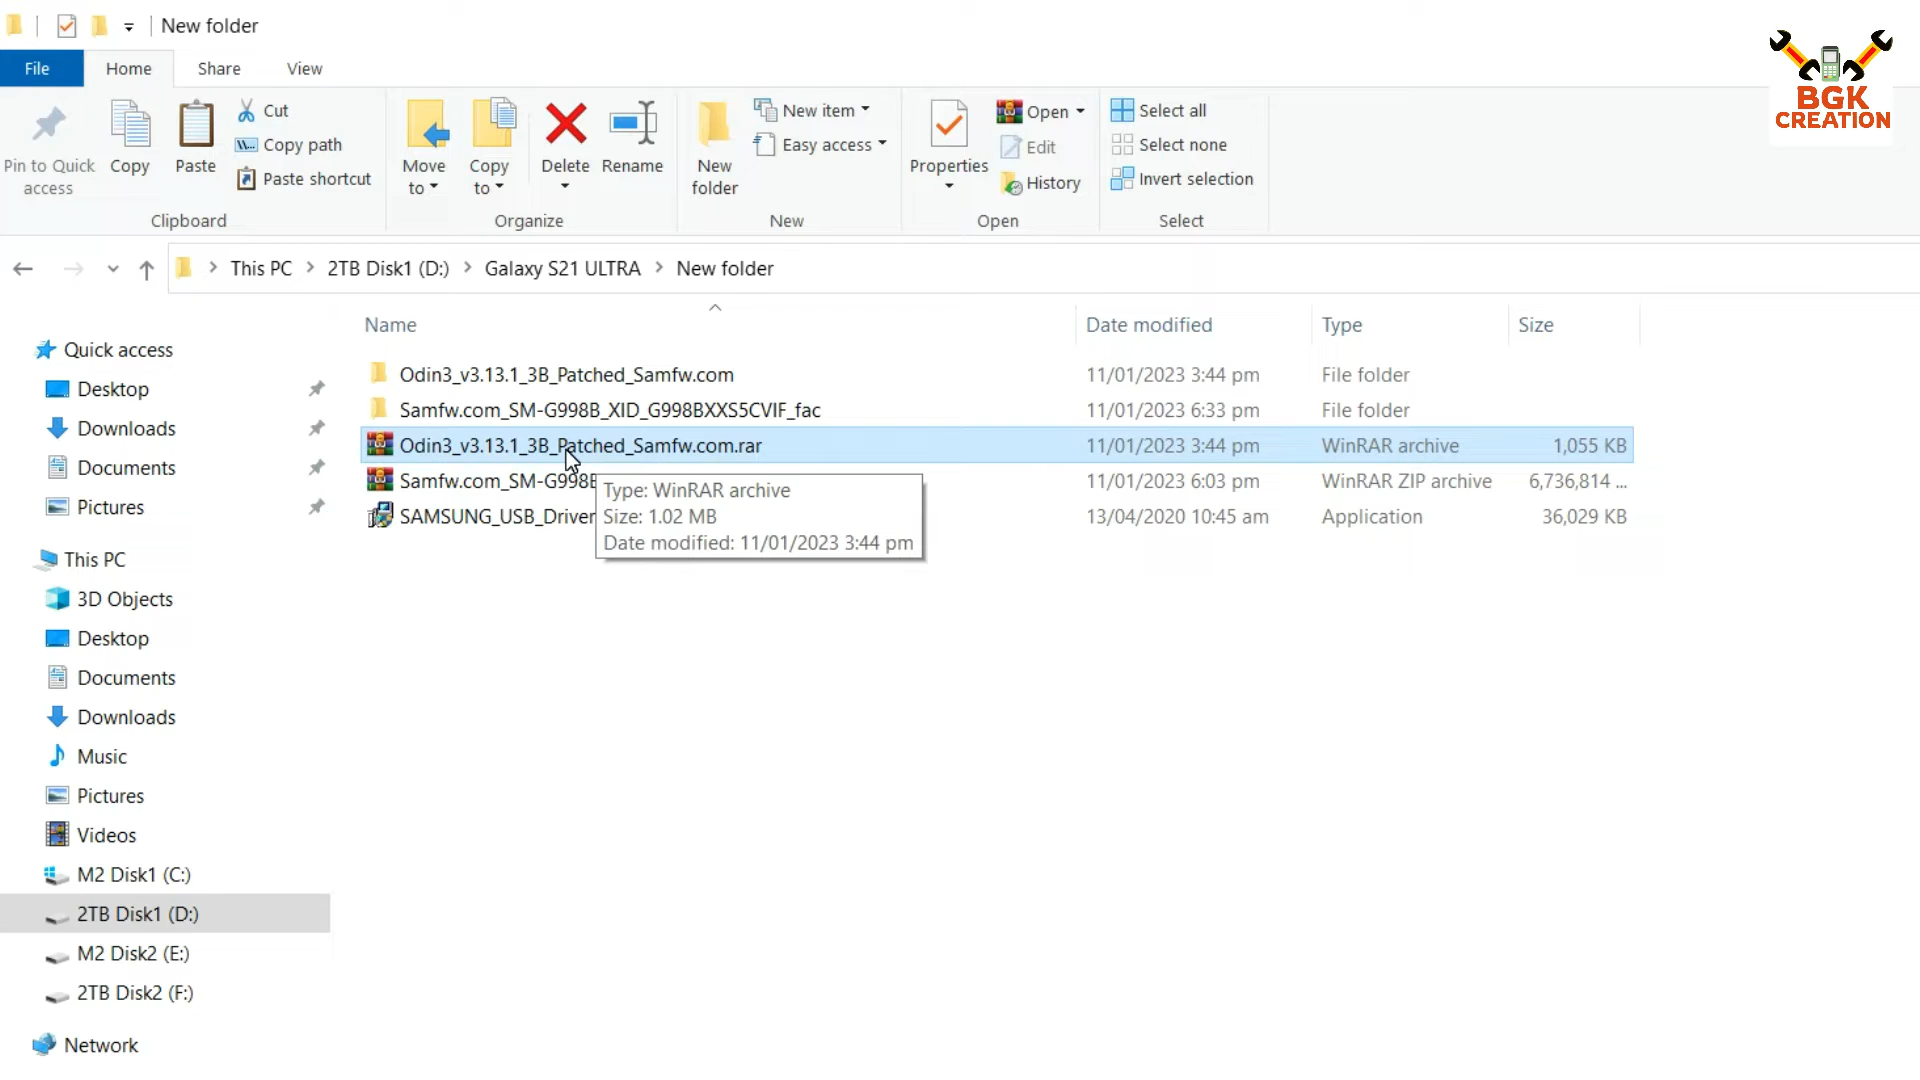 New folder
File Home Share View
Pin to Quick access
Copy
Paste
Cut
Copy path
Paste shortcut
Clipboard
Move to
Copy to
Delete
Rename
Organize
New folder
New item
Easy access
New
Properties
Open
Edit
History
Open
Select all
Select none
Invert selection
Select
BGK
CREATION
This PC > 2TB Disk1 (D:) > Galaxy S21 ULTRA > New folder
Name Date modified Type Size
Odin3_v3.13.1_3B_Patched_Samfw.com 11/01/2023 3:44 pm File folder
Samfw.com_SM-G998B_XID_G998BXXS5CVIF_fac 11/01/2023 6:33 pm File folder
Odin3_v3.13.1_3B_Patched_Samfw.com.rar 11/01/2023 3:44 pm WinRAR archive 1,055 KB
Samfw.com_SM-G998B 11/01/2023 6:03 pm WinRAR ZIP archive 6,736,814 ...
SAMSUNG_USB_Driver 13/04/2020 10:45 am Application 36,029 KB
Type: WinRAR archive
Size: 1.02 MB
Date modified: 11/01/2023 3:44 pm
Quick access
Desktop
Downloads
Documents
Pictures
This PC
3D Objects
Desktop
Documents
Downloads
Music
Pictures
Videos
M2 Disk1 (C:)
2TB Disk1 (D:)
M2 Disk2 (E:)
2TB Disk2 (F:)
Network